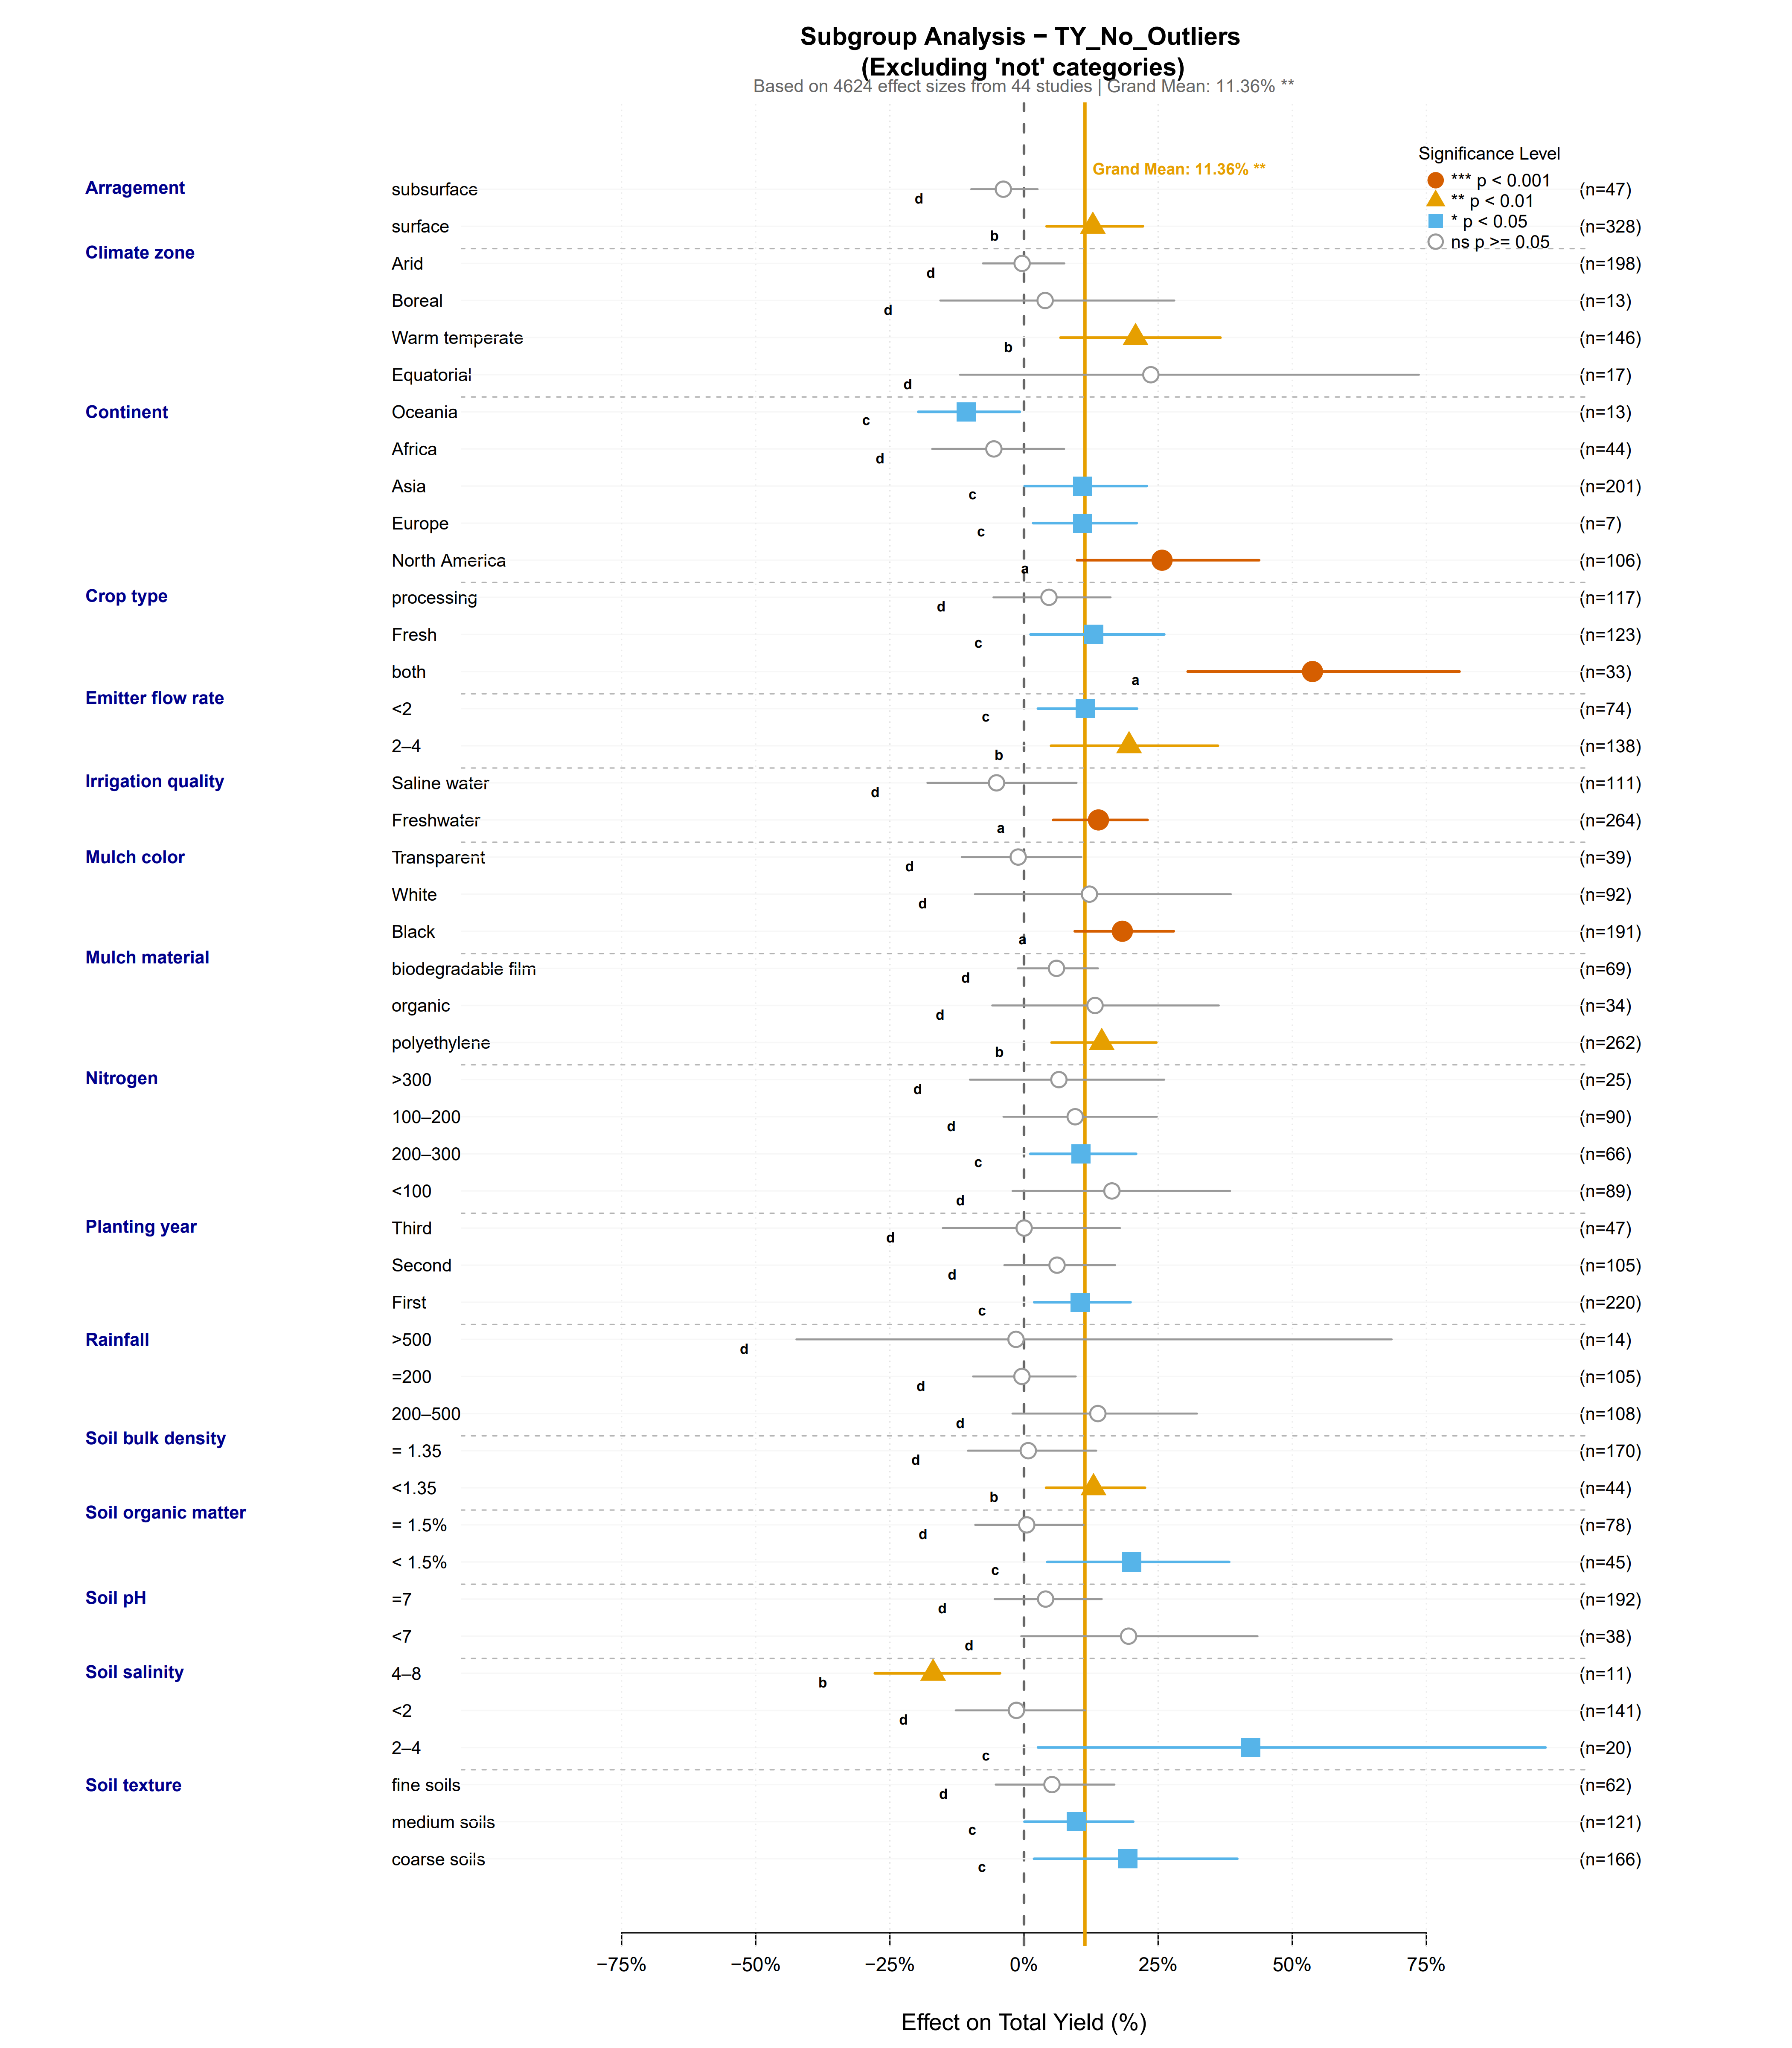 Subgroup Analysis − TY_No_Outliers
(Excluding 'not' categories)
Based on 4624 effect sizes from 44 studies | Grand Mean: 11.36% **
Grand Mean: 11.36% **
Significance Level
*** p < 0.001
** p < 0.01
* p < 0.05
ns p >= 0.05
Arragement
subsurface d (n=47)
surface b (n=328)
Climate zone
Arid d (n=198)
Boreal d (n=13)
Warm temperate b (n=146)
Equatorial d (n=17)
Continent
Oceania c (n=13)
Africa d (n=44)
Asia c (n=201)
Europe c (n=7)
North America a (n=106)
Crop type
processing d (n=117)
Fresh c (n=123)
both a (n=33)
Emitter flow rate
<2 c (n=74)
2–4 b (n=138)
Irrigation quality
Saline water d (n=111)
Freshwater a (n=264)
Mulch color
Transparent d (n=39)
White d (n=92)
Black a (n=191)
Mulch material
biodegradable film d (n=69)
organic d (n=34)
polyethylene b (n=262)
Nitrogen
>300 d (n=25)
100–200 d (n=90)
200–300 c (n=66)
<100 d (n=89)
Planting year
Third d (n=47)
Second d (n=105)
First c (n=220)
Rainfall
>500 d (n=14)
=200 d (n=105)
200–500 d (n=108)
Soil bulk density
= 1.35 d (n=170)
<1.35 b (n=44)
Soil organic matter
= 1.5% d (n=78)
< 1.5% c (n=45)
Soil pH
=7 d (n=192)
<7 d (n=38)
Soil salinity
4–8 b (n=11)
<2 d (n=141)
2–4 c (n=20)
Soil texture
fine soils d (n=62)
medium soils c (n=121)
coarse soils c (n=166)
−75% −50% −25% 0% 25% 50% 75%
Effect on Total Yield (%)